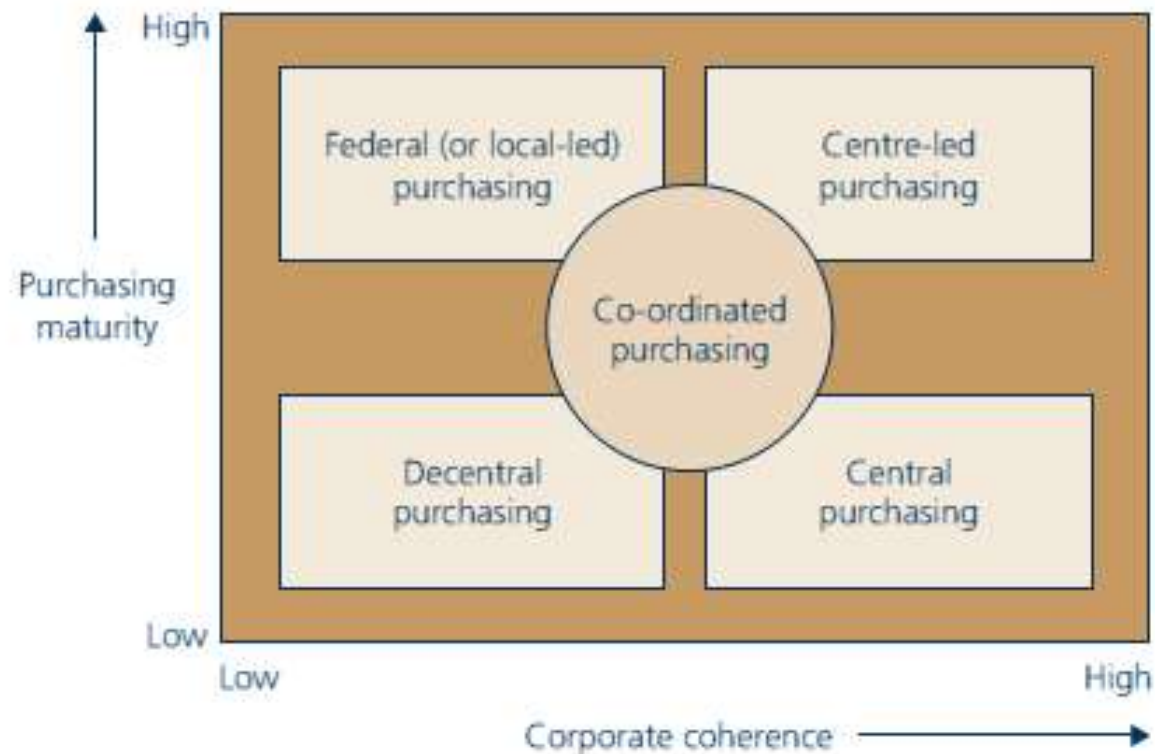 High
Federal (or local-led)
purchasing
Centre-led
purchasing
Purchasing
maturity
Co-ordinated
purchasing
Decentral
purchasing
Central
purchasing
Low
Low
High
Corporate coherence